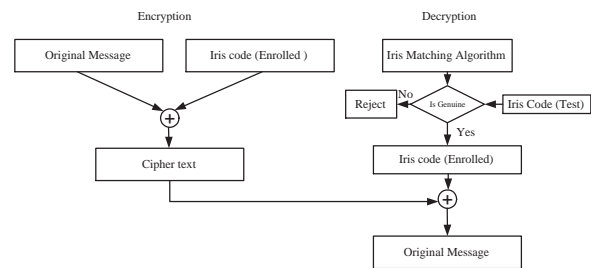 Encryption
Decryption
Original Message
Iris code (Enrolled )
Iris Matching Algorithm
No
Reject
Is Genuine
Iris Code (Test)
Yes
Cipher text
Iris code (Enrolled)
Original Message